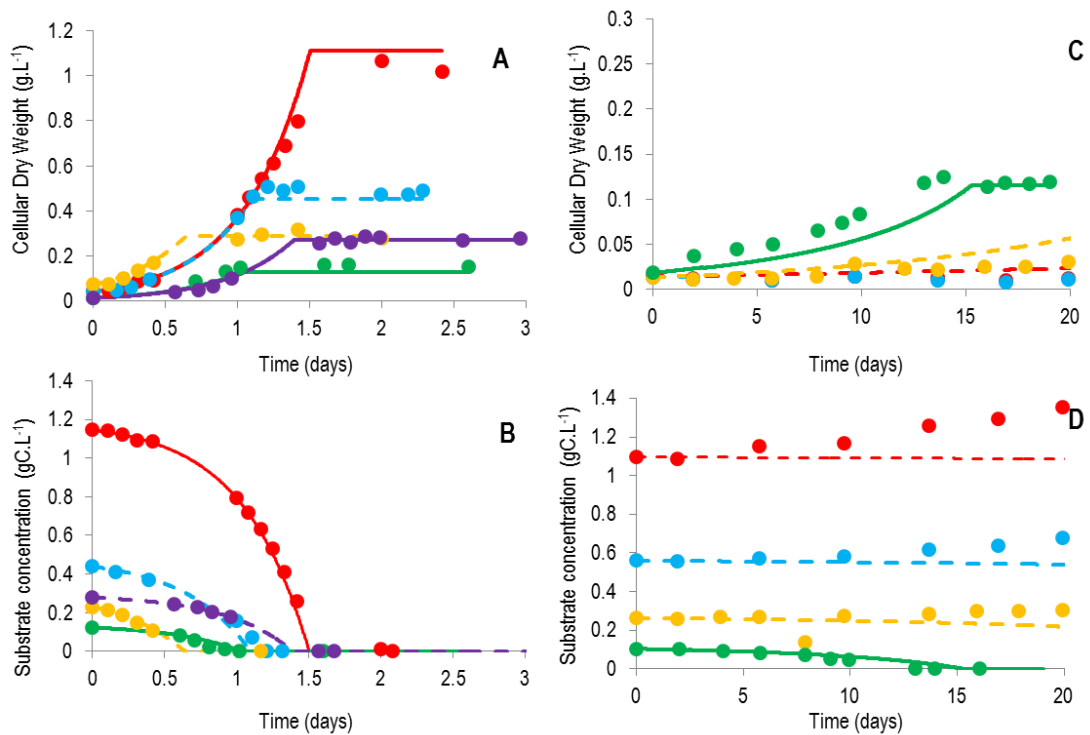 A
Cellular Dry Weight (g.L-1)
1.2
1
0.8
0.6
0.4
0.2
0
0 0.5 1 1.5 2 2.5 3
Time (days)
C
Cellular Dry Weight (g.L-1)
0.3
0.25
0.2
0.15
0.1
0.05
0
0 5 10 15 20
Time (days)
B
Substrate concentration (gC.L-1)
1.4
1.2
1
0.8
0.6
0.4
0.2
0
0 0.5 1 1.5 2 2.5 3
Time (days)
D
Substrate concentration (gC.L-1)
1.4
1.2
1
0.8
0.6
0.4
0.2
0
0 5 10 15 20
Time (days)